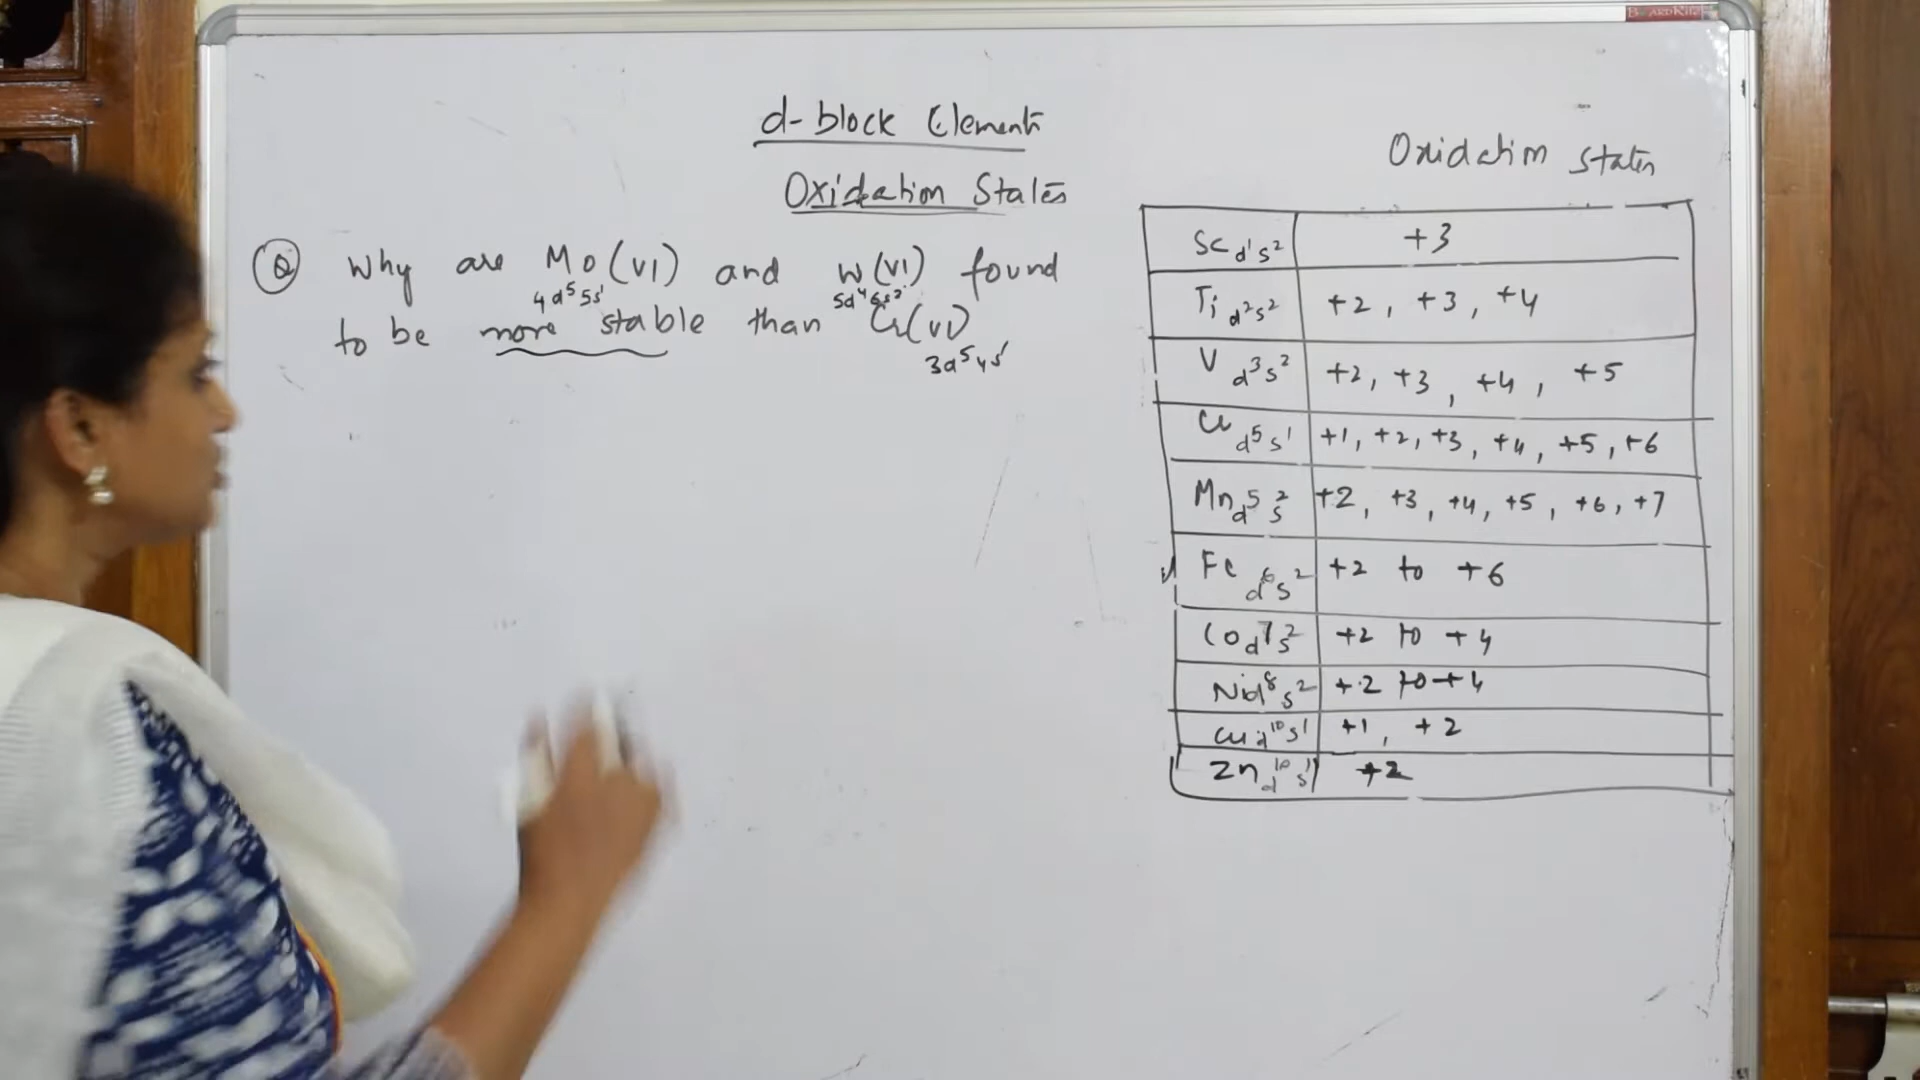 d-block Elements
Oxidation States
Q Why are Mo(VI) and W(VI) found
4d⁵5s¹ 5d⁴6s²
to be more stable than Cr(VI)
3d⁵4s¹
Oxidation States
Sc d¹s² +3
Ti d²s² +2, +3, +4
V d³s² +2, +3, +4, +5
Cr d⁵s¹ +1, +2, +3, +4, +5, +6
Mn d⁵s² +2, +3, +4, +5, +6, +7
Fe d⁶s² +2 to +6
Co d⁷s² +2 to +4
Ni d⁸s² +2 to +4
Cu d¹⁰s¹ +1, +2
Zn d¹⁰s¹ +2